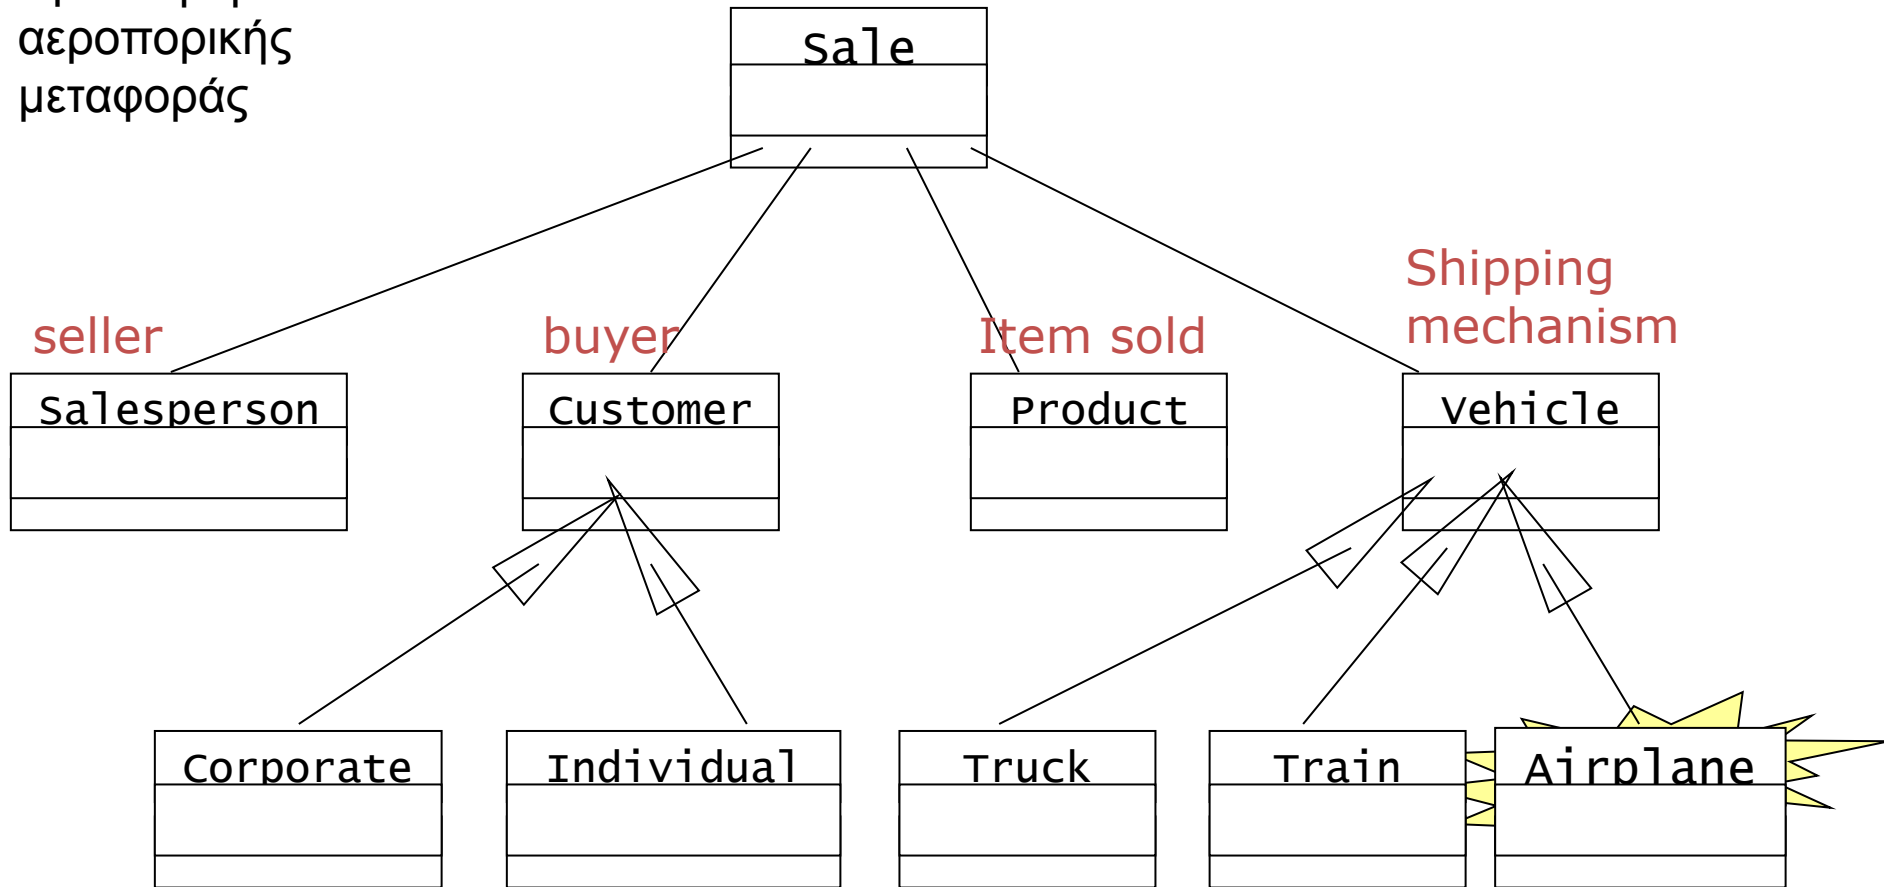 αεροπορικής
μεταφοράς
Sale
seller
buyer
Item sold
Shipping
mechanism
Salesperson
Customer
Product
Vehicle
Corporate
Individual
Truck
Train
Airplane